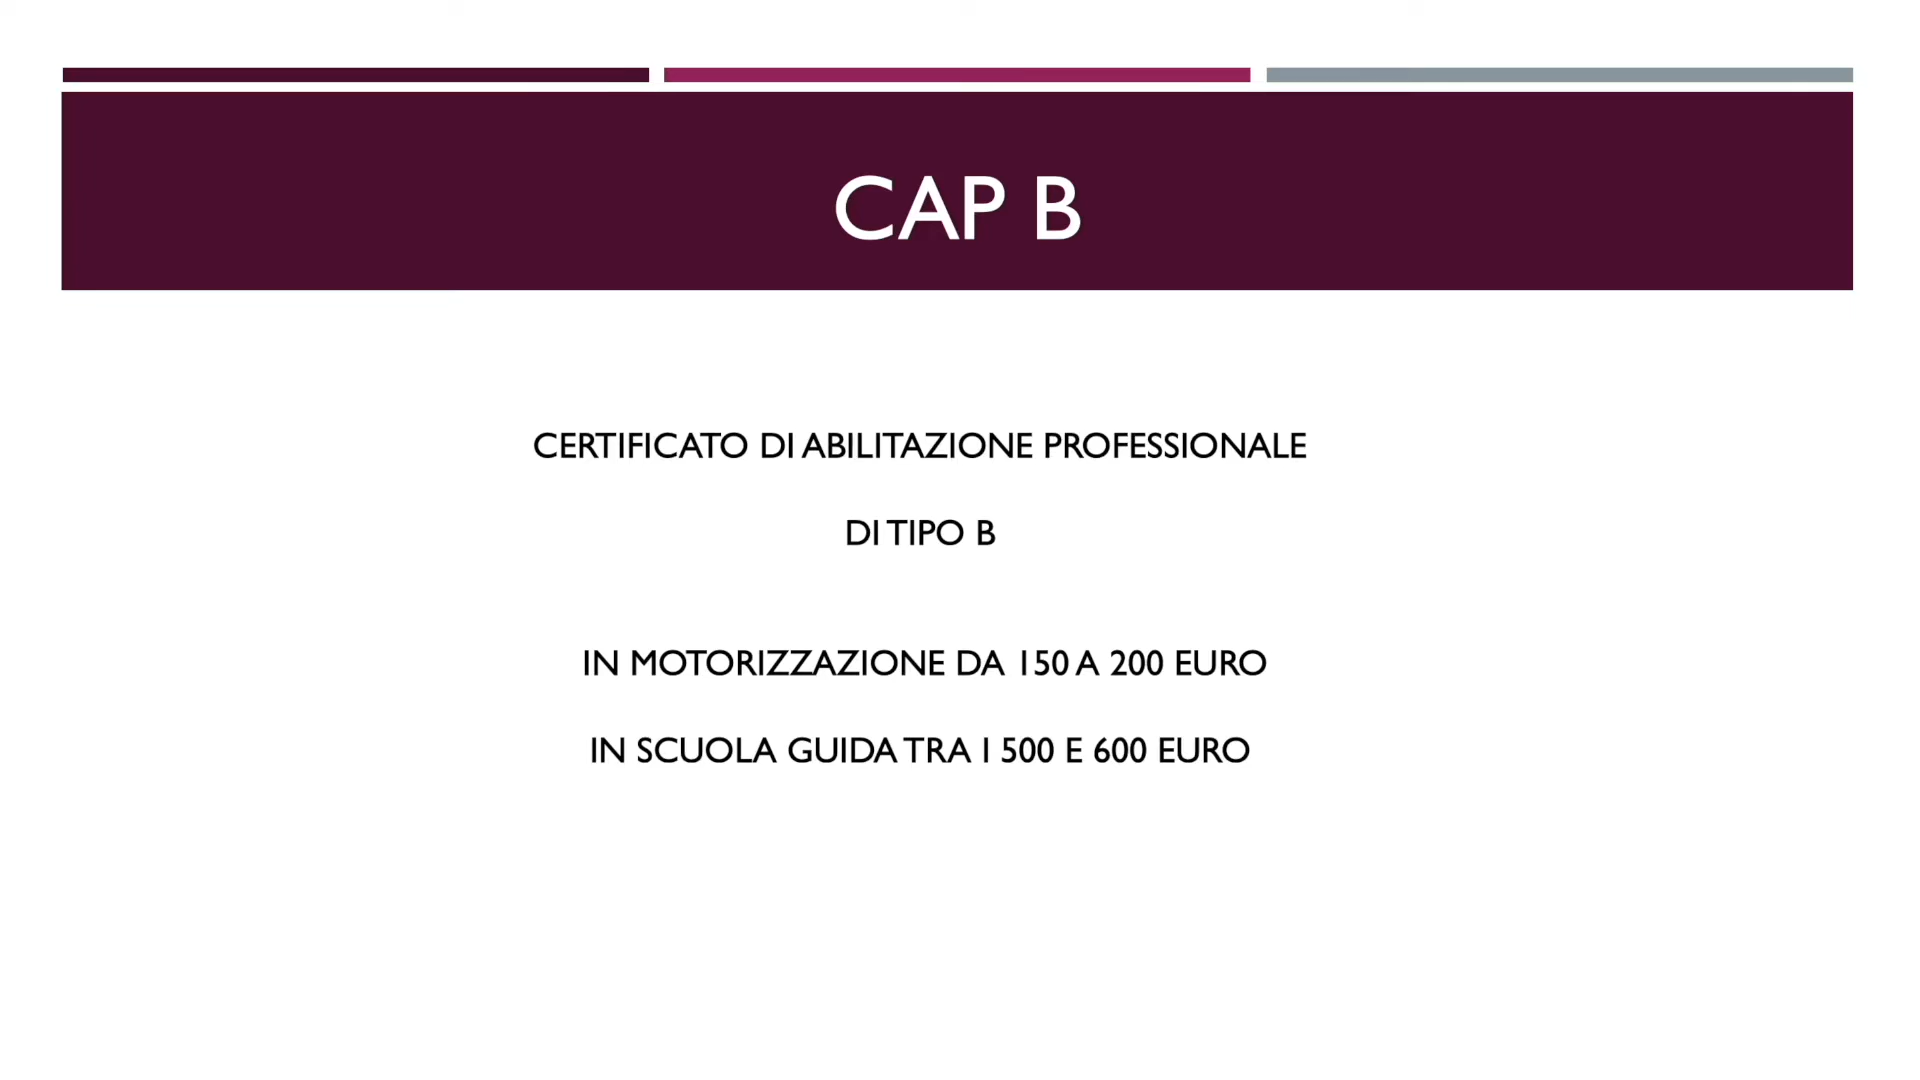 CAP B
CERTIFICATO DI ABILITAZIONE PROFESSIONALE
DI TIPO B
IN MOTORIZZAZIONE DA 150 A 200 EURO
IN SCUOLA GUIDA TRA I 500 E 600 EURO